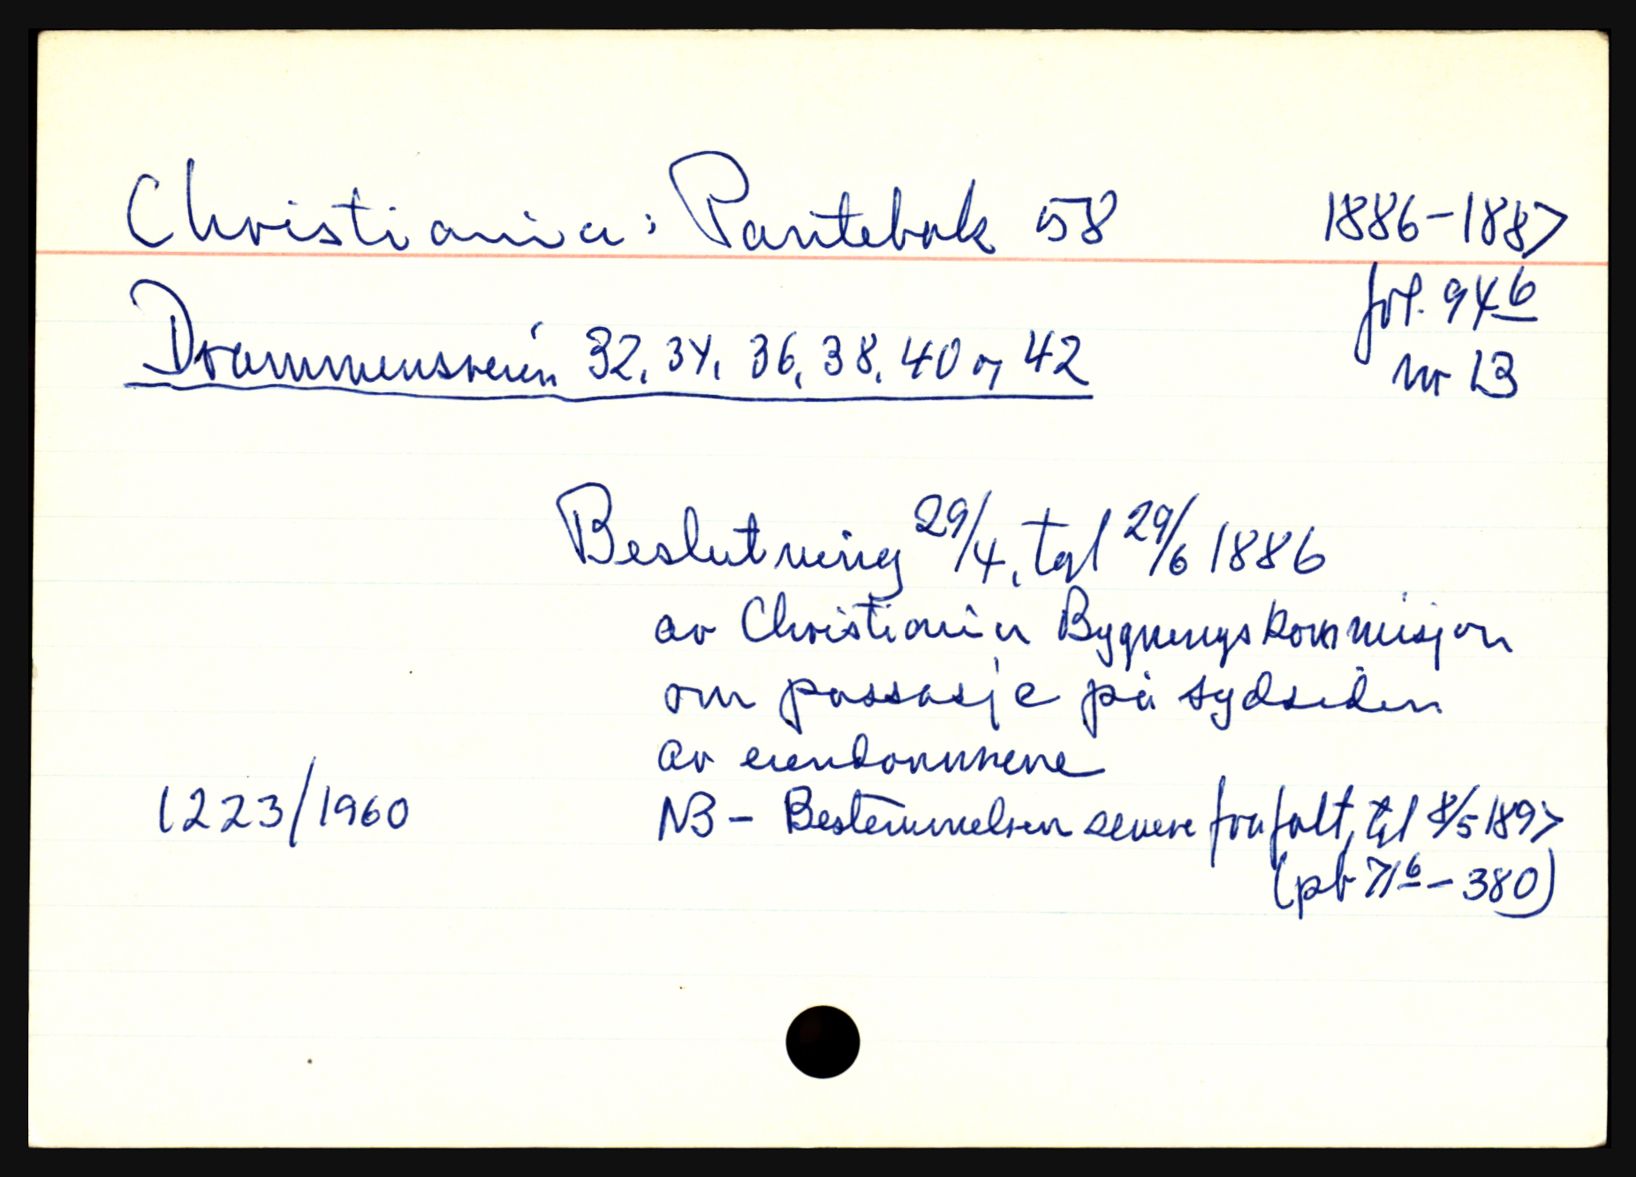 Christiania: Pantebok 58 1886-1887
fol. 94b
Drammensveien 32, 34, 36, 38, 40 og 42
nr 13
Beslutning 29/4, tgl 29/6 1886
av Christiania Bygningskommisjon
om passasje på sydsiden
av eiendommene
1223/1960 NB - Bestemmelsen senere frafalt, tgl 8/5 1897
(pb 71b - 380)